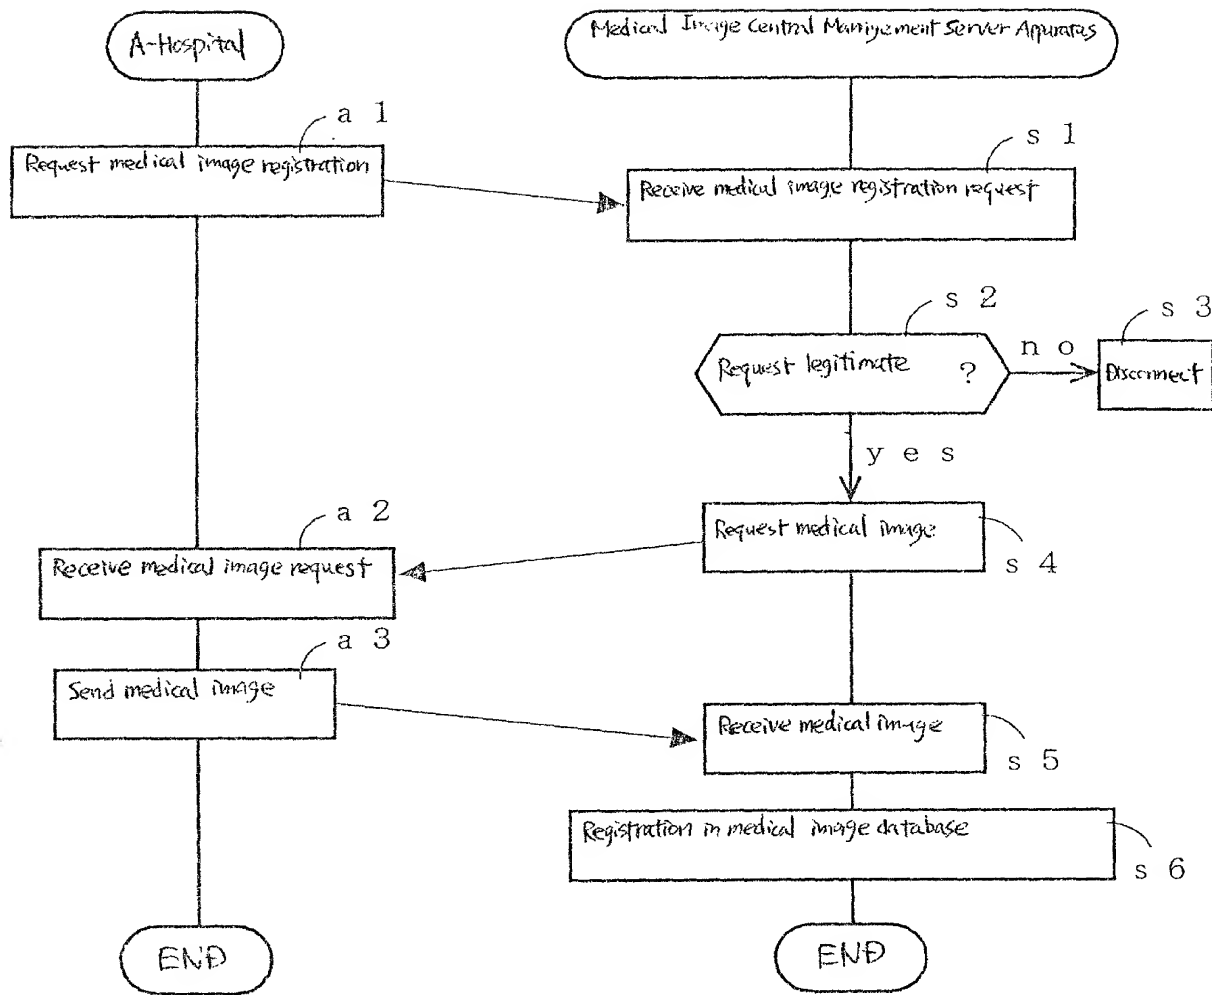 A-Hospital
Medical Image Central Management Server Apparatus
a 1
Request medical image registration
s 1
Receive medical image registration request
s 2
s 3
Request legitimate ?
n o
Disconnect
y e s
a 2
Request medical image
Receive medical image request
s 4
a 3
Send medical image
Receive medical image
s 5
Registration in medical image database
s 6
END
END